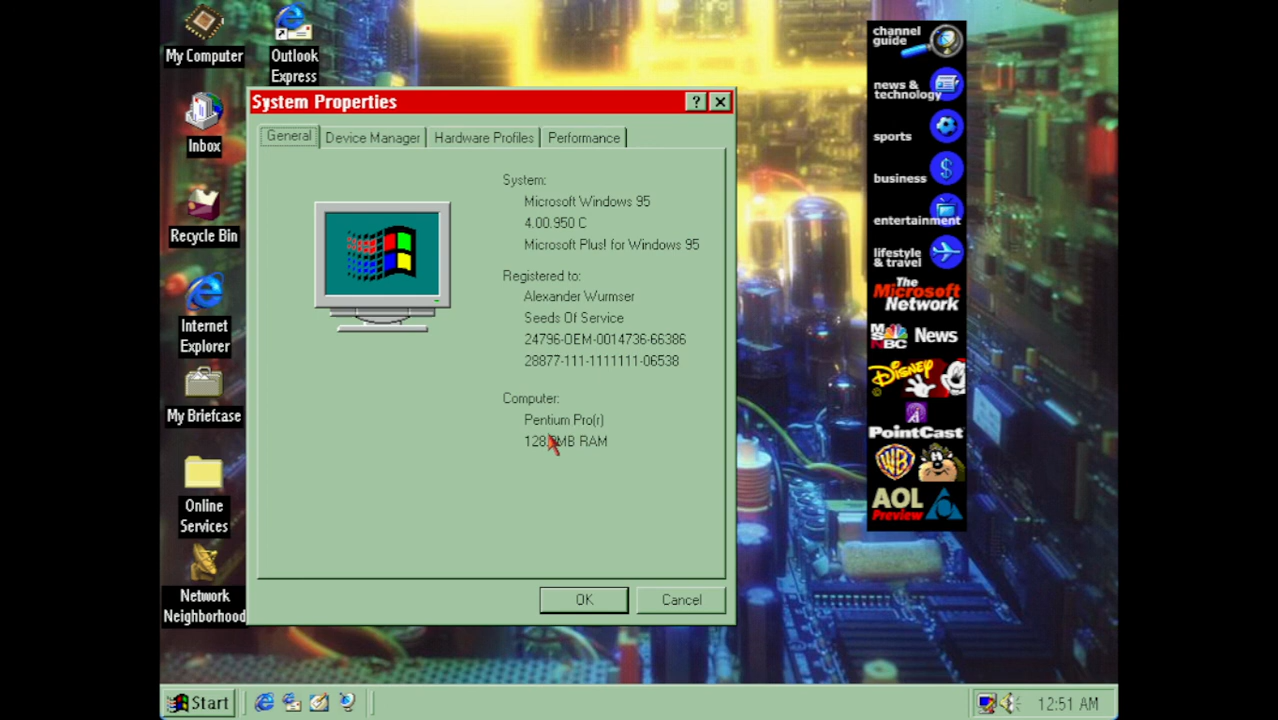 My Computer
Outlook
Express
Inbox
Recycle Bin
Internet
Explorer
My Briefcase
Online
Services
Network
Neighborhood
System Properties
?
General
Device Manager
Hardware Profiles
Performance
System:
Microsoft Windows 95
4.00.950 C
Microsoft Plus! for Windows 95
Registered to:
Alexander Wurmser
Seeds Of Service
24796-OEM-0014736-66386
28877-111-1111111-06538
Computer:
Pentium Pro(r)
RAM
OK
Cancel
channel
guide
news &
technology
sports
business
$
entertainment
lifestyle
& travel
The
Microsoft
Network
MSNBC News
Disney
PointCast
WB
AOL
Preview
Start
12:51 AM